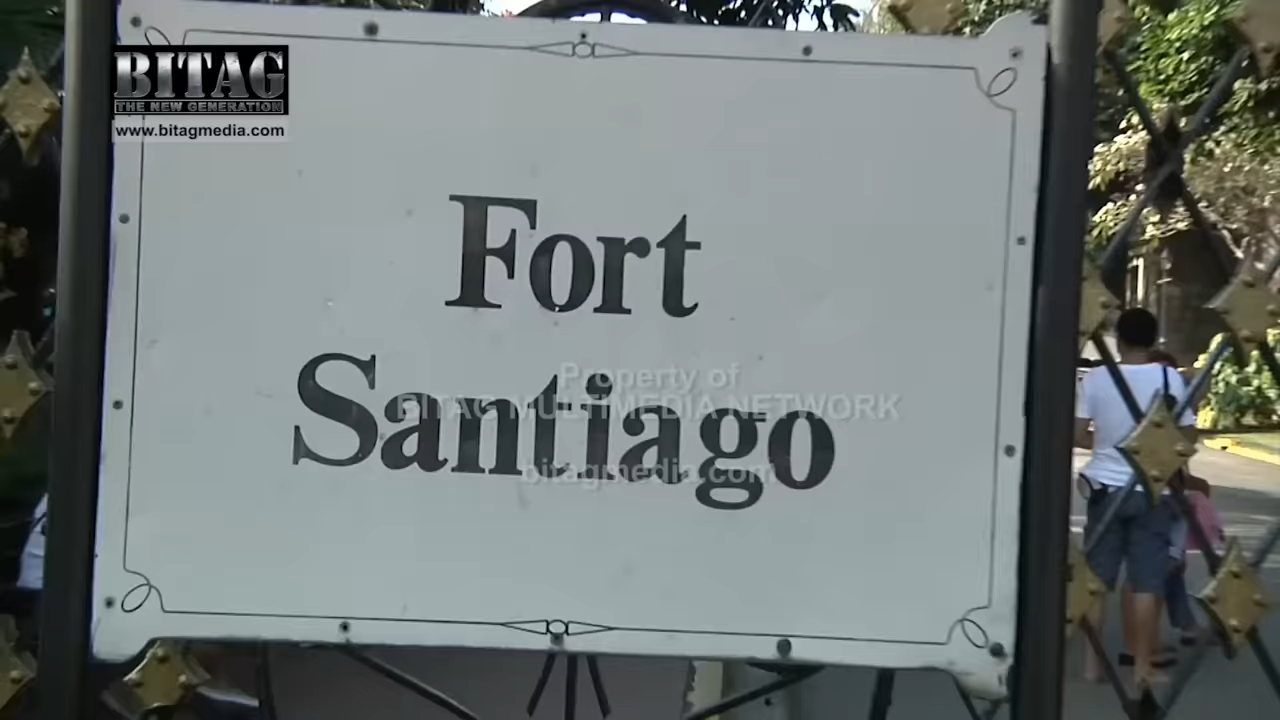 BITAG
THE NEW GENERATION
www.bitagmedia.com
Fort
Santiago
Property of
BITAG MULTIMEDIA NETWORK
bitagmedia.com